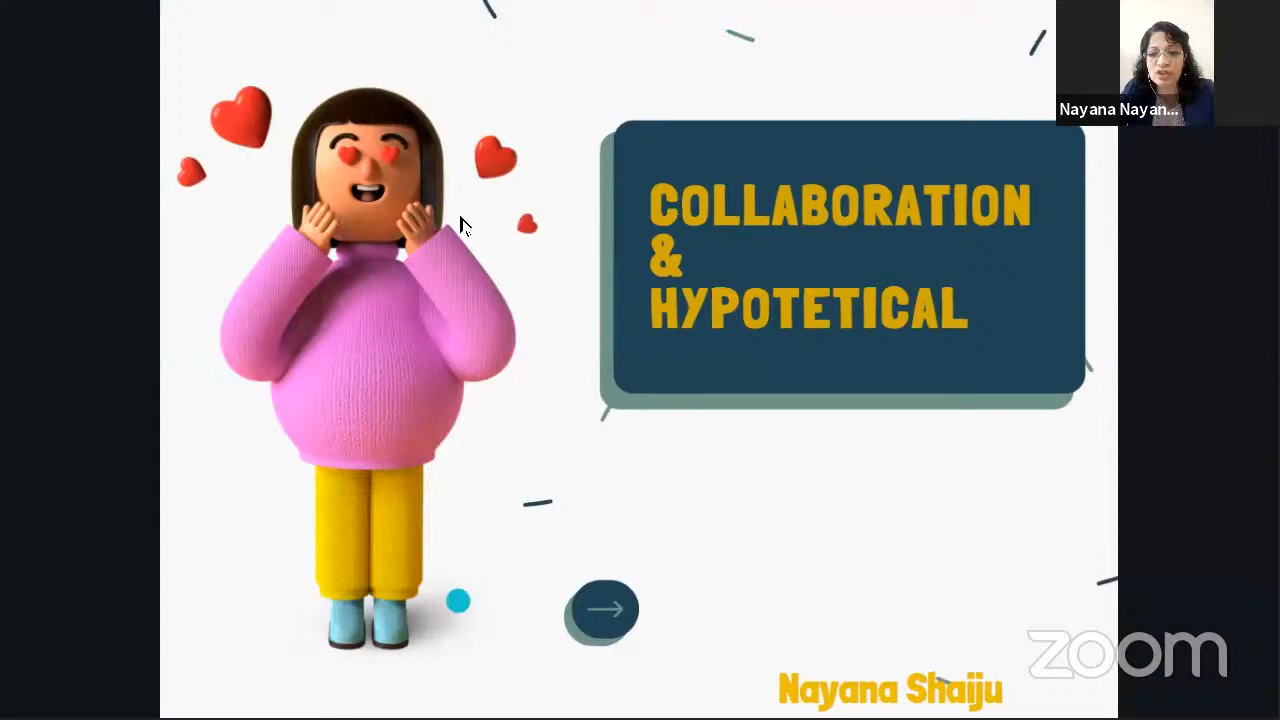 Nayana Nayan...
COLLABORATION
&
HYPOTETICAL
zoom
Nayana Shaiju